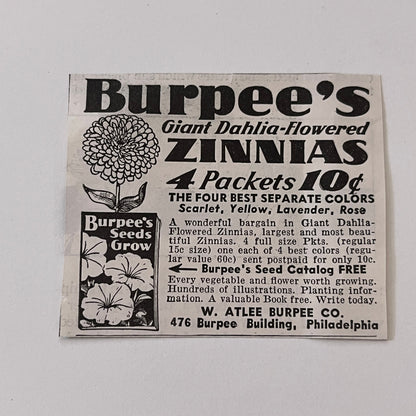 Burpee's
Giant Dahlia-Flowered
ZINNIAS
4 Packets 10¢
THE FOUR BEST SEPARATE COLORS
Scarlet, Yellow, Lavender, Rose
A wonderful bargain in Giant Dahlia-
Flowered Zinnias, largest and most beau-
tiful Zinnias. 4 full size Pkts. (regular
15c size) one each of 4 best colors (regu-
lar value 60c) sent postpaid for only 10c.
Burpee's Seed Catalog FREE
Every vegetable and flower worth growing.
Hundreds of illustrations. Planting infor-
mation. A valuable Book free. Write today.
W. ATLEE BURPEE CO.
476 Burpee Building, Philadelphia
Burpee's
Seeds
Grow